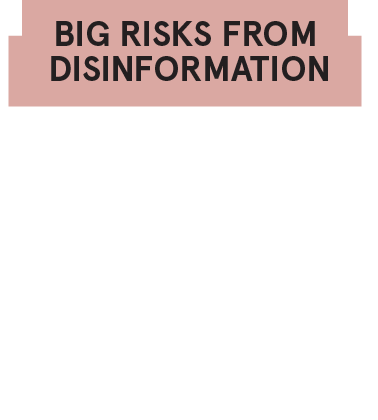 BIG RISKS FROM
DISINFORMATION